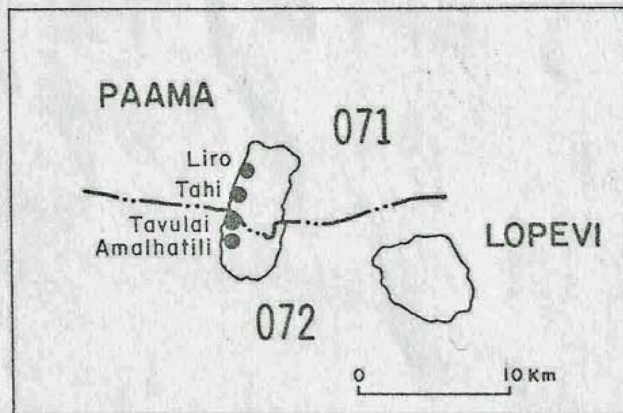 PAAMA
071
Liro
Tahi
Tavulai
Amalhatili
LOPEVI
072
0 10 Km